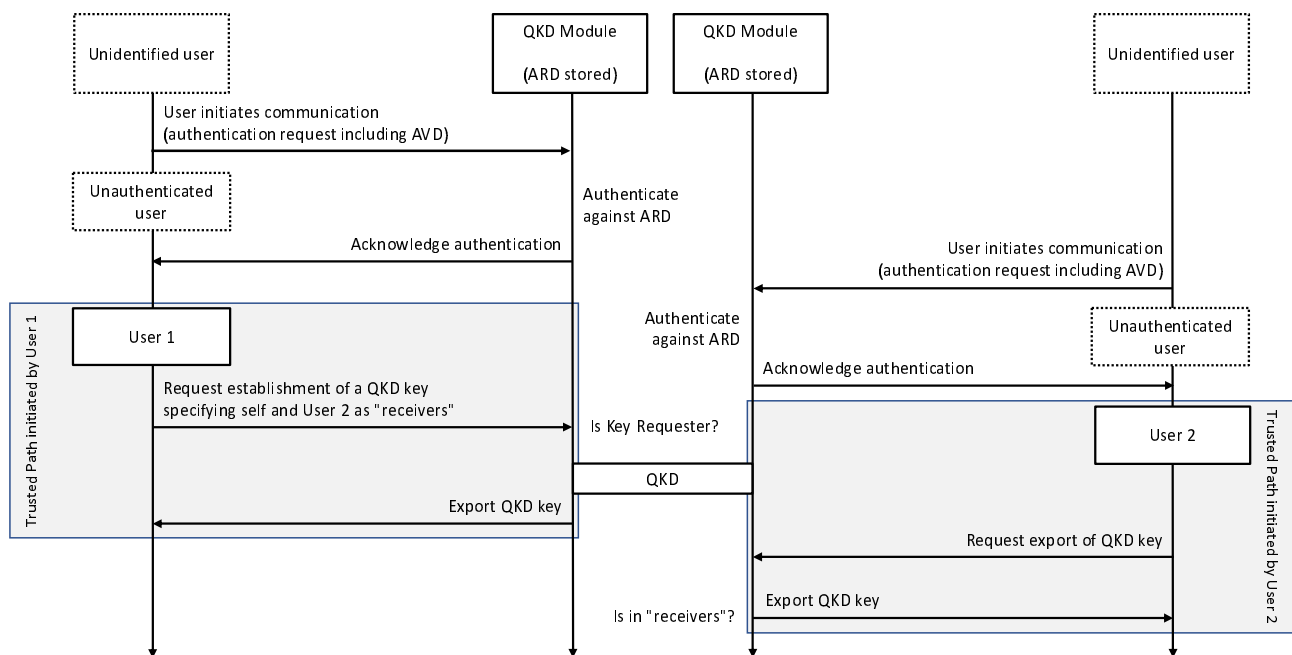 Unidentified user
QKD Module
(ARD stored)
QKD Module
(ARD stored)
Unidentified user
User initiates communication
(authentication request including AVD)
Unauthenticated
user
Authenticate
against ARD
Acknowledge authentication
User initiates communication
(authentication request including AVD)
Trusted Path initiated by User 1
User 1
Authenticate
against ARD
Unauthenticated
user
Acknowledge authentication
Request establishment of a QKD key
specifying self and User 2 as "receivers"
Is Key Requester?
User 2
Trusted Path initiated by User 2
QKD
Export QKD key
Request export of QKD key
Is in "receivers"?
Export QKD key